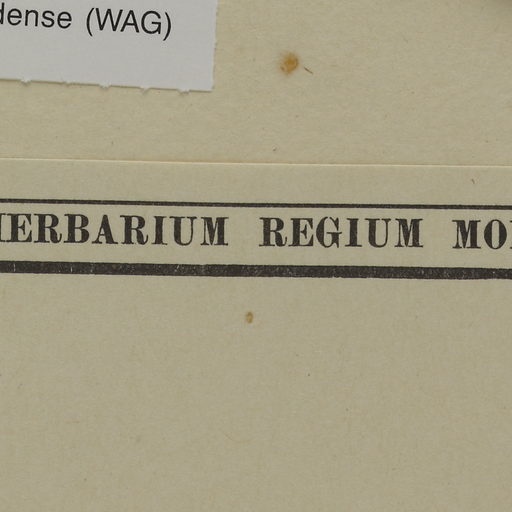 dense (WAG)
HERBARIUM REGIUM MO